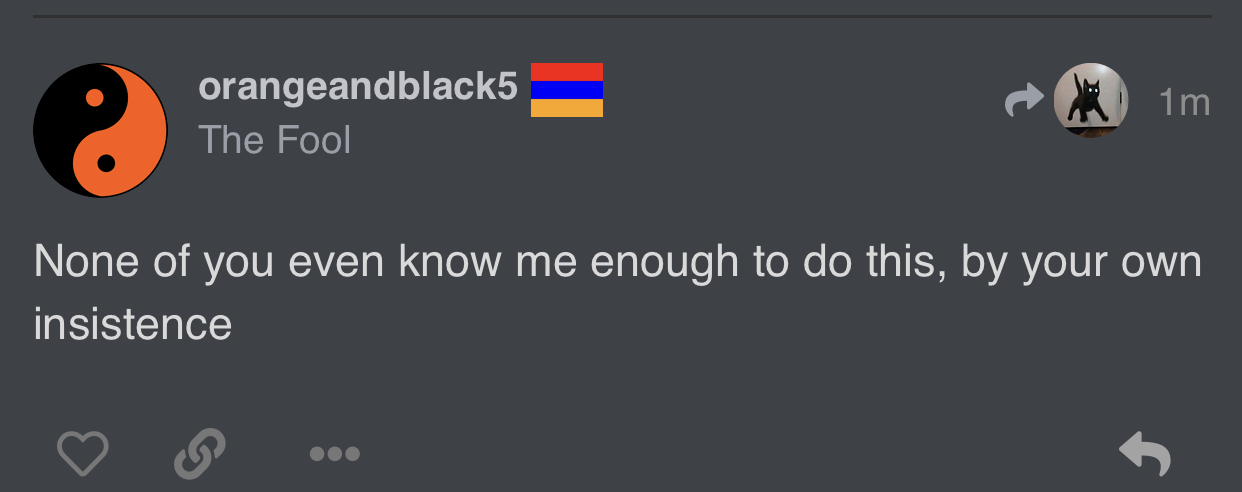 orangeandblack5
1m
The Fool
None of you even know me enough to do this, by your own
insistence